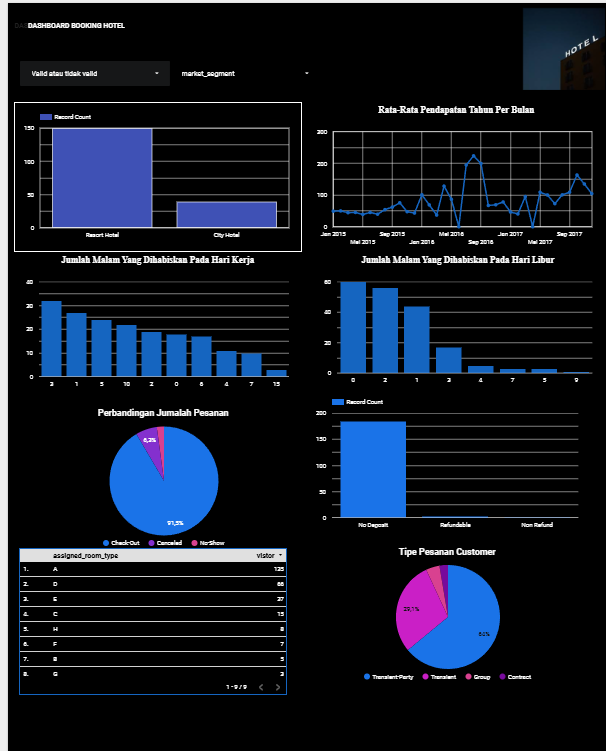 DASHBOARD BOOKING HOTEL
HOTEL
Valid atau tidak valid
market_segment
Record Count
150
100
50
0
Resort Hotel
City Hotel
Rata-Rata Pendapatan Tahun Per Bulan
300
200
100
0
Jan 2015
Mei 2015
Sep 2015
Jan 2016
Mei 2016
Sep 2016
Jan 2017
Mei 2017
Sep 2017
Jumlah Malam Yang Dihabiskan Pada Hari Kerja
40
30
20
10
0
3 1 5 10 2 0 6 4 7 15
Jumlah Malam Yang Dihabiskan Pada Hari Libur
60
40
20
0
0 2 1 3 4 7 5 9
Perbandingan Jumalah Pesanan
6,3%
91,5%
Check-Out Canceled No-Show
Record Count
200
150
100
50
0
No Deposit
Refundable
Non Refund
assigned_room_type vistor
1. A 125
2. D 66
3. E 37
4. C 15
5. H 8
6. F 7
7. B 5
8. G 3
1 - 9 / 9
Tipe Pesanan Customer
29,1%
64%
Transient-Party Transient Group Contract